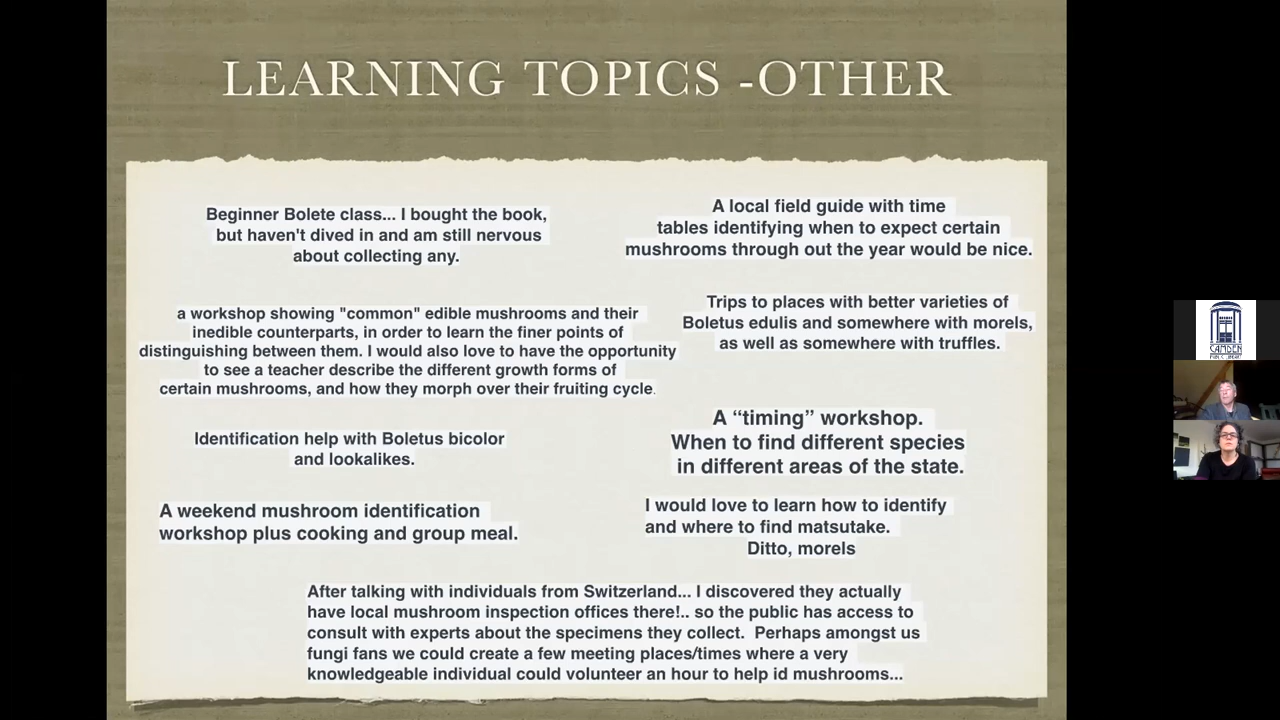 LEARNING TOPICS -OTHER
Beginner Bolete class... I bought the book,
but haven't dived in and am still nervous
about collecting any.
A local field guide with time
tables identifying when to expect certain
mushrooms through out the year would be nice.
a workshop showing "common" edible mushrooms and their
inedible counterparts, in order to learn the finer points of
distinguishing between them. I would also love to have the opportunity
to see a teacher describe the different growth forms of
certain mushrooms, and how they morph over their fruiting cycle.
Trips to places with better varieties of
Boletus edulis and somewhere with morels,
as well as somewhere with truffles.
Identification help with Boletus bicolor
and lookalikes.
A “timing” workshop.
When to find different species
in different areas of the state.
A weekend mushroom identification
workshop plus cooking and group meal.
I would love to learn how to identify
and where to find matsutake.
Ditto, morels
After talking with individuals from Switzerland... I discovered they actually
have local mushroom inspection offices there!.. so the public has access to
consult with experts about the specimens they collect.  Perhaps amongst us
fungi fans we could create a few meeting places/times where a very
knowledgeable individual could volunteer an hour to help id mushrooms...
CAMDEN
PUBLIC LIBRARY